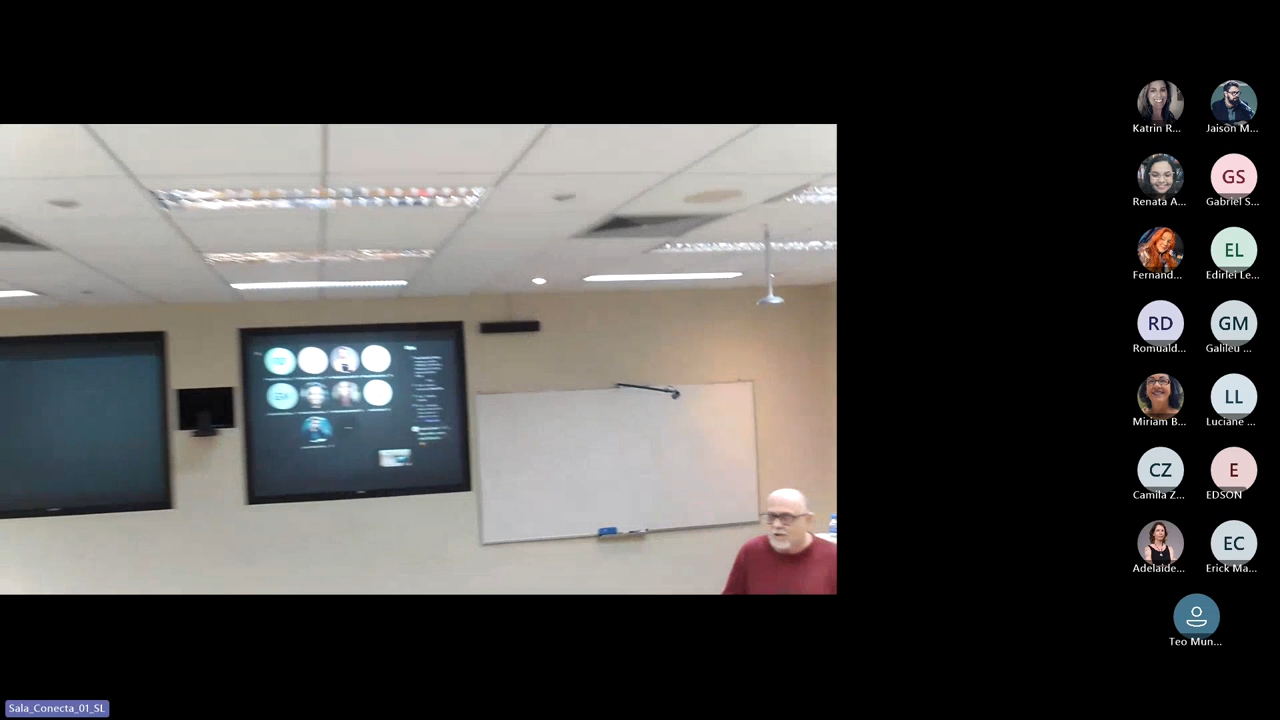 Katrin R...
Jaison M...
Renata A...
GS
Gabriel S...
Fernand...
EL
Edirlei Le...
RD
Romuald...
GM
Galileu ...
Miriam B...
LL
Luciane ...
CZ
Camila Z...
E
EDSON
Adelaide...
EC
Erick Ma...
Teo Mun...
Sala_Conecta_01_SL